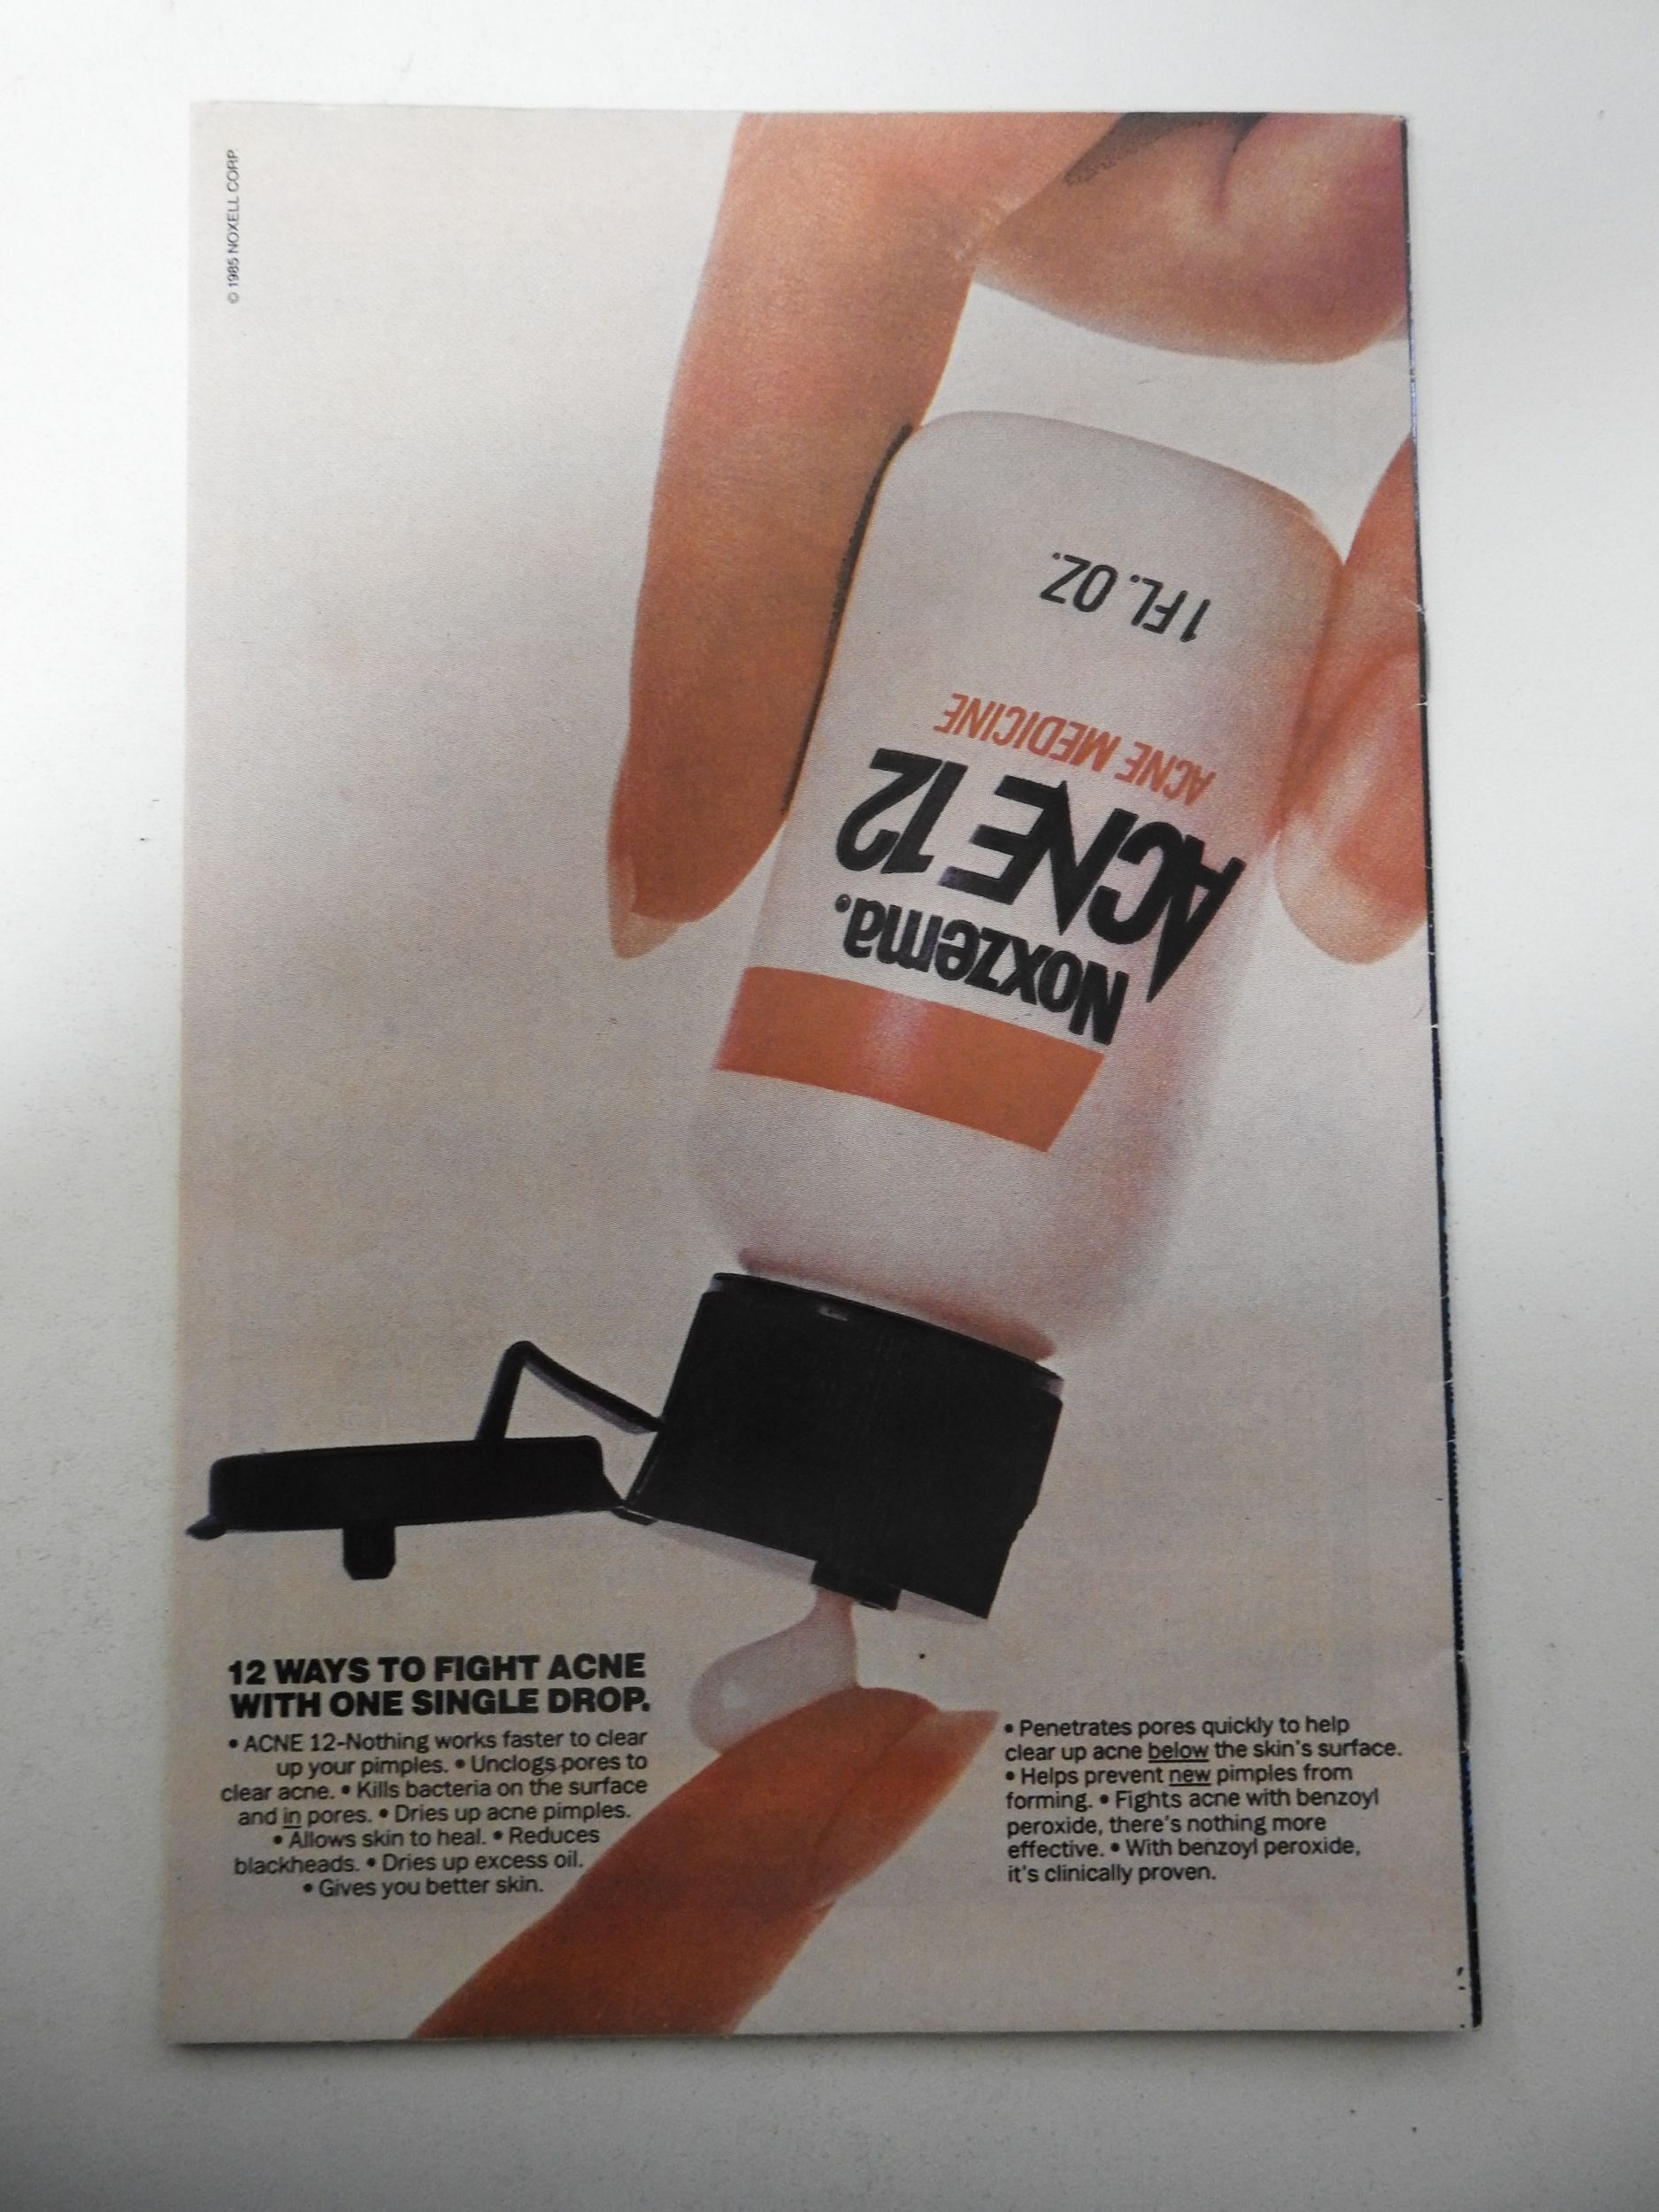 © 1985 NOXELL CORP.
1 FL. OZ.
ACNE MEDICINE
ACNE 12
Noxzema.
12 WAYS TO FIGHT ACNE
WITH ONE SINGLE DROP.
• ACNE 12-Nothing works faster to clear
up your pimples. • Unclogs pores to
clear acne. • Kills bacteria on the surface
and in pores. • Dries up acne pimples.
• Allows skin to heal. • Reduces
blackheads. • Dries up excess oil.
• Gives you better skin.
• Penetrates pores quickly to help
clear up acne below the skin's surface.
• Helps prevent new pimples from
forming. • Fights acne with benzoyl
peroxide, there's nothing more
effective. • With benzoyl peroxide,
it's clinically proven.